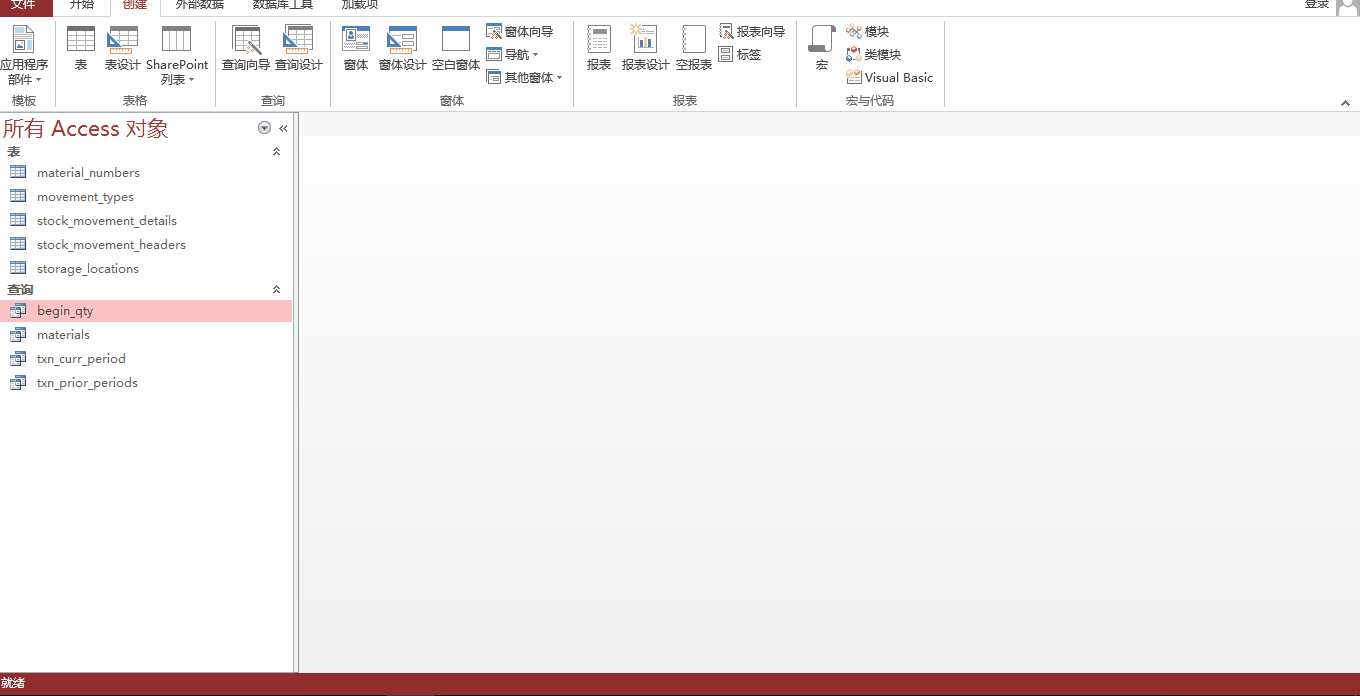 文件 开始 创建 外部数据 数据库工具 加载项 登录
应用程序部件 表 表设计 SharePoint 列表 查询向导 查询设计 窗体 窗体设计 空白窗体 窗体向导 导航 其他窗体 报表 报表设计 空报表 报表向导 标签 宏 模块 类模块 Visual Basic
模板 表格 查询 窗体 报表 宏与代码
所有 Access 对象
表
material_numbers
movement_types
stock_movement_details
stock_movement_headers
storage_locations
查询
begin_qty
materials
txn_curr_period
txn_prior_periods
就绪